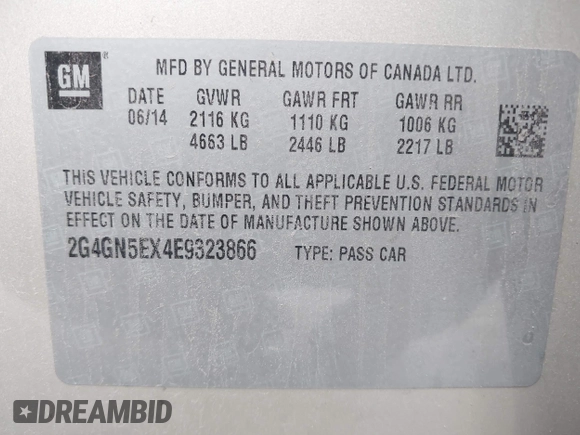 GM
MFD BY GENERAL MOTORS OF CANADA LTD.
DATE GVWR GAWR FRT GAWR RR
06/14 2116 KG 1110 KG 1006 KG
4663 LB 2446 LB 2217 LB
THIS VEHICLE CONFORMS TO ALL APPLICABLE U.S. FEDERAL MOTOR
VEHICLE SAFETY, BUMPER, AND THEFT PREVENTION STANDARDS IN
EFFECT ON THE DATE OF MANUFACTURE SHOWN ABOVE.
2G4GN5EX4E9323866 TYPE: PASS CAR
DREAMBID